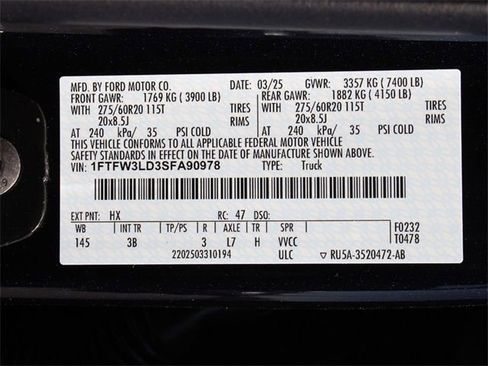 MFD. BY FORD MOTOR CO. DATE: 03/25 GVWR: 3357 KG (7400 LB)
FRONT GAWR: 1769 KG (3900 LB) REAR GAWR: 1882 KG (4150 LB)
WITH 275/60R20 115T TIRES WITH 275/60R20 115T TIRES
20x8.5J RIMS 20x8.5J RIMS
AT 240 kPa/ 35 PSI COLD AT 240 kPa/ 35 PSI COLD
THIS VEHICLE CONFORMS TO ALL APPLICABLE FEDERAL MOTOR VEHICLE
SAFETY AND THEFT PREVENTION STANDARDS IN EFFECT ON THE DATE OF MANUFACTURE SHOWN ABOVE.
VIN: 1FTFW3LD3SFA90978 TYPE: Truck
EXT PNT: HX RC: 47 DSO:
WB INT TR TP/PS R AXLE TR SPR F0232
145 3B 3 L7 H VVCC T0478
2202503310194 ULC ▽RU5A-3520472-AB